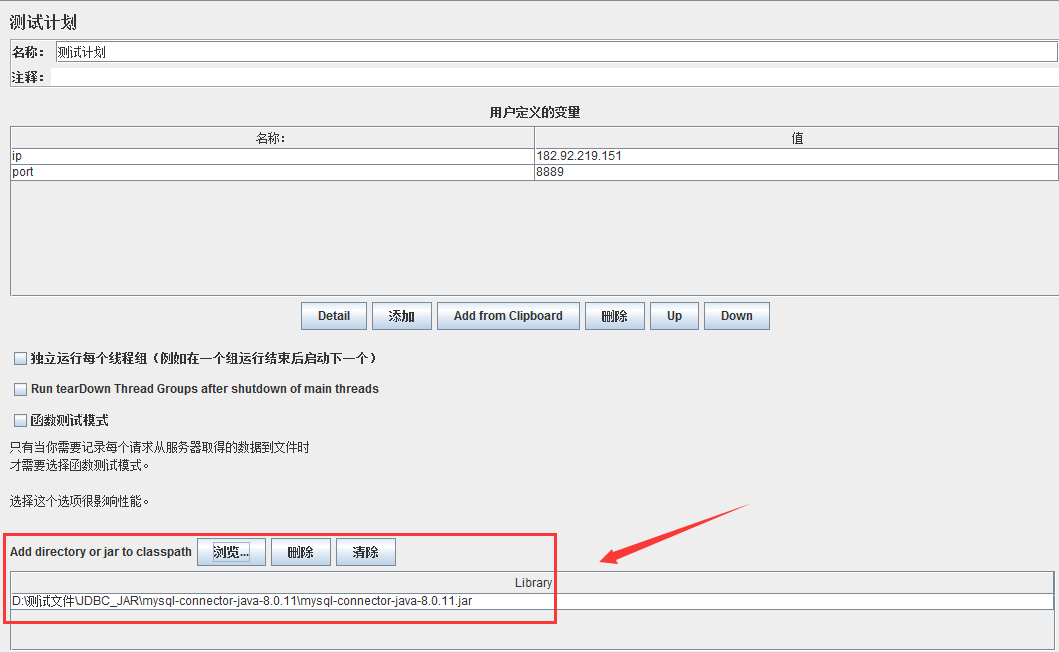 测试计划
名称： 测试计划
注释：
用户定义的变量
名称： 值
ip 182.92.219.151
port 8889
Detail 添加 Add from Clipboard 删除 Up Down
独立运行每个线程组（例如在一个组运行结束后启动下一个）
Run tearDown Thread Groups after shutdown of main threads
函数测试模式
只有当你需要记录每个请求从服务器取得的数据到文件时
才需要选择函数测试模式。
选择这个选项很影响性能。
Add directory or jar to classpath 浏览... 删除 清除
Library
D:\测试文件\JDBC_JAR\mysql-connector-java-8.0.11\mysql-connector-java-8.0.11.jar